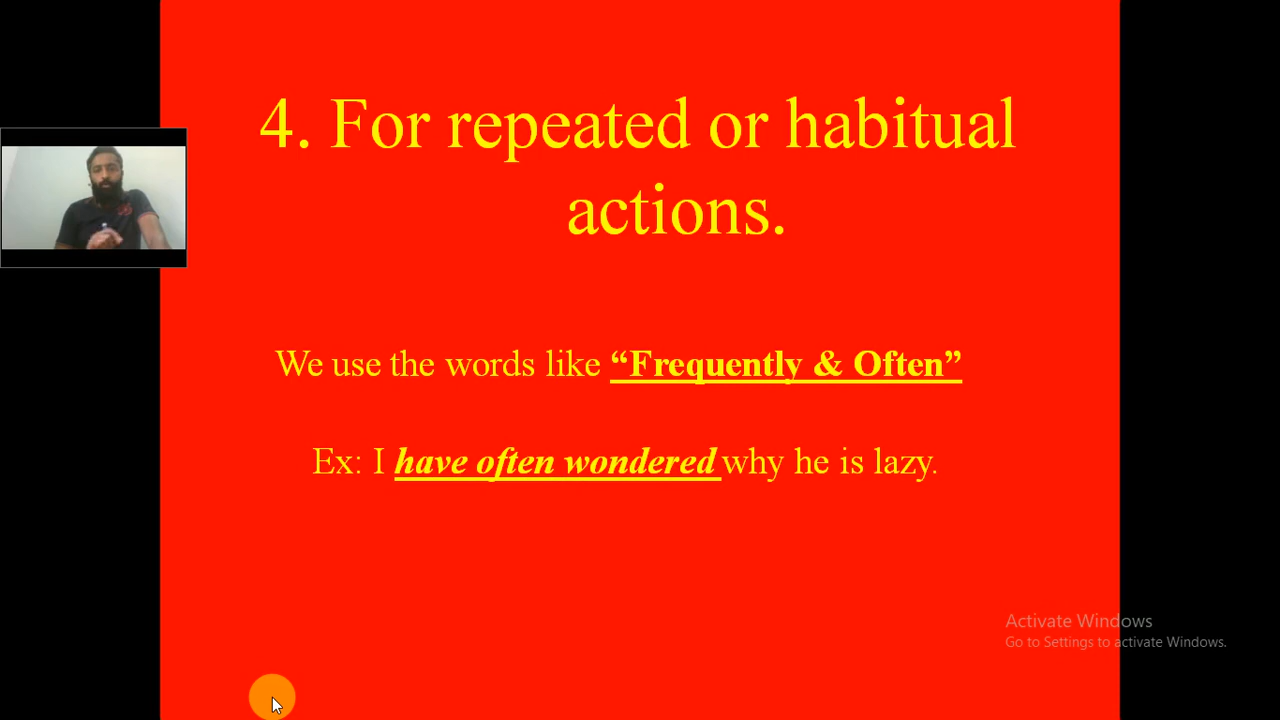 4. For repeated or habitual
actions.
We use the words like “Frequently & Often”
Ex: I have often wondered why he is lazy.
Activate Windows
Go to Settings to activate Windows.